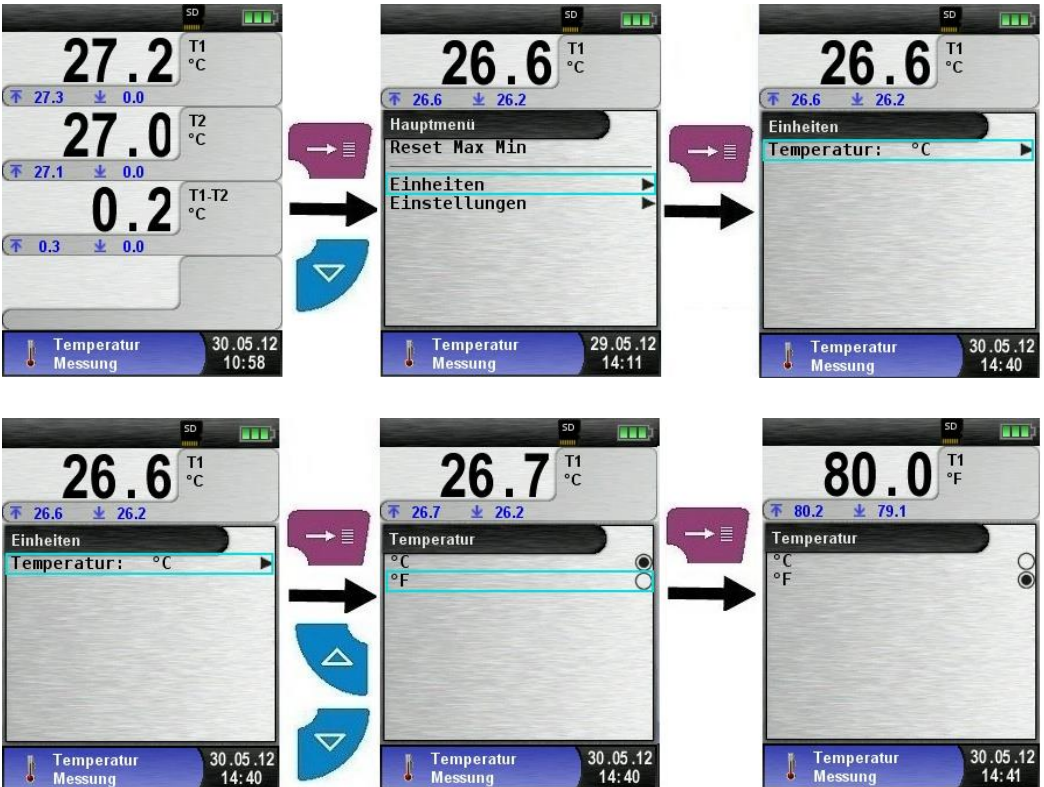 SD
27.2 T1 °C
27.3 0.0
27.0 T2 °C
27.1 0.0
0.2 T1-T2 °C
0.3 0.0
Temperatur 30.05.12
Messung 10:58
SD
26.6 T1 °C
26.6 26.2
Hauptmenü
Reset Max Min
Einheiten
Einstellungen
Temperatur 29.05.12
Messung 14:11
SD
26.6 T1 °C
26.6 26.2
Einheiten
Temperatur: °C
Temperatur 30.05.12
Messung 14:40
SD
26.6 T1 °C
26.6 26.2
Einheiten
Temperatur: °C
Temperatur 30.05.12
Messung 14:40
SD
26.7 T1 °C
26.7 26.2
Temperatur
°C
°F
Temperatur 30.05.12
Messung 14:40
SD
80.0 T1 °F
80.2 79.1
Temperatur
°C
°F
Temperatur 30.05.12
Messung 14:41